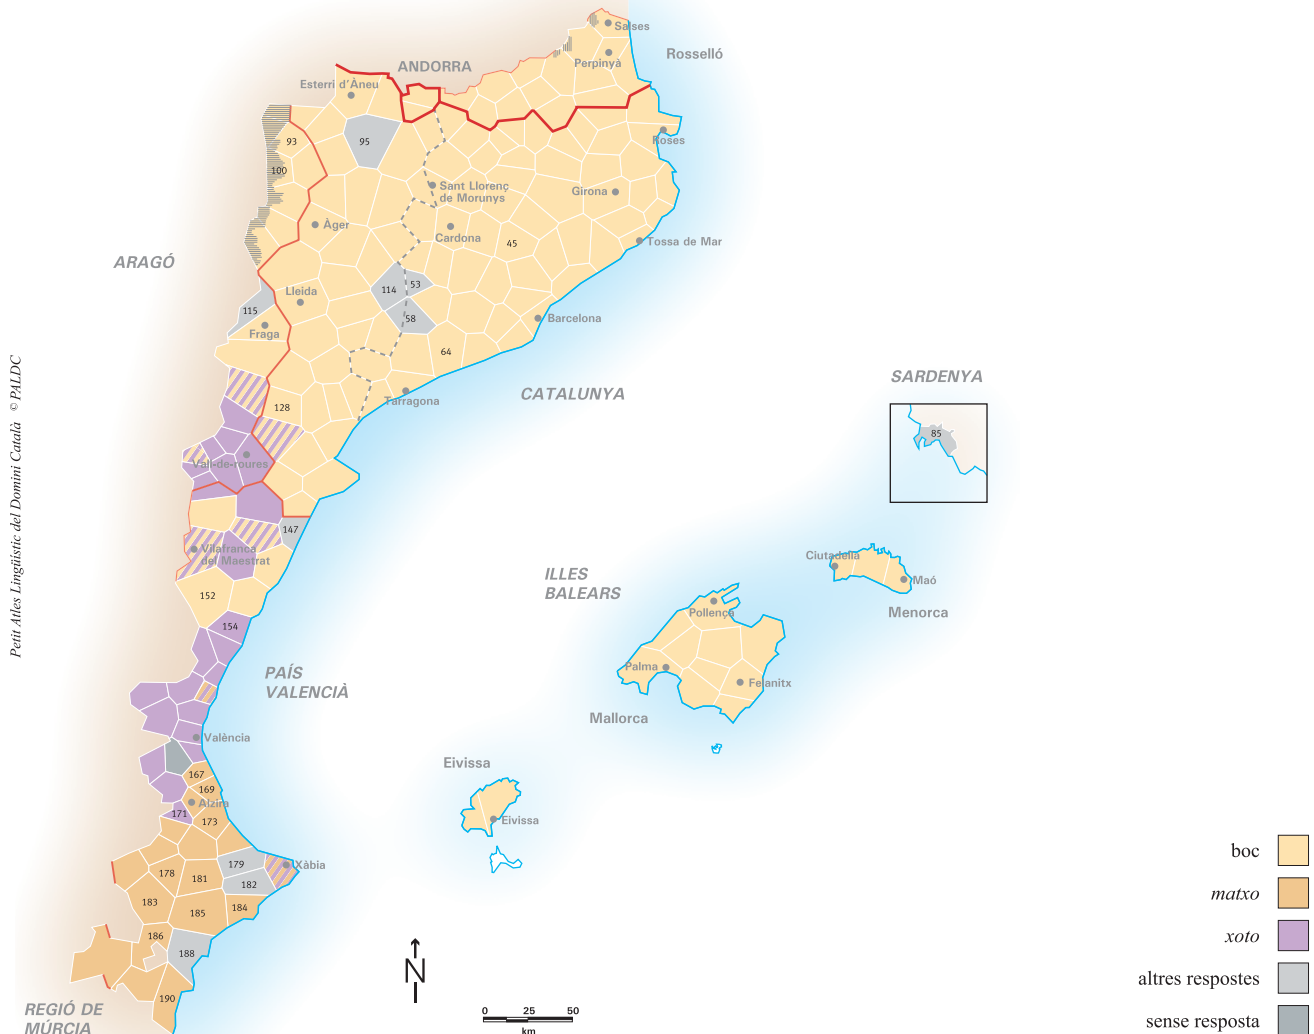 Salses
Rosselló
Perpinyà
ANDORRA
Esterri d'Àneu
Roses
93
95
100
Sant Llorenç
de Morunys
Girona
Àger
Cardona
45
Tossa de Mar
ARAGÓ
53
114
Lleida
115
58
Barcelona
Fraga
64
SARDENYA
CATALUNYA
Tarragona
128
85
Vall-de-roures
147
Vilafranca
del Maestrat
Ciutadella
Maó
ILLES
BALEARS
152
Pollença
Menorca
154
Palma
PAÍS
VALENCIÀ
Felanitx
Mallorca
València
Eivissa
167
169
Alzira
171
173
Eivissa
179
Xàbia
178
181
182
183
184
185
186
188
190
N
0 25 50
km
REGIÓ DE
MÚRCIA
boc
matxo
xoto
altres respostes
sense resposta
Petit Atles Lingüístic del Domini Català © PALDC